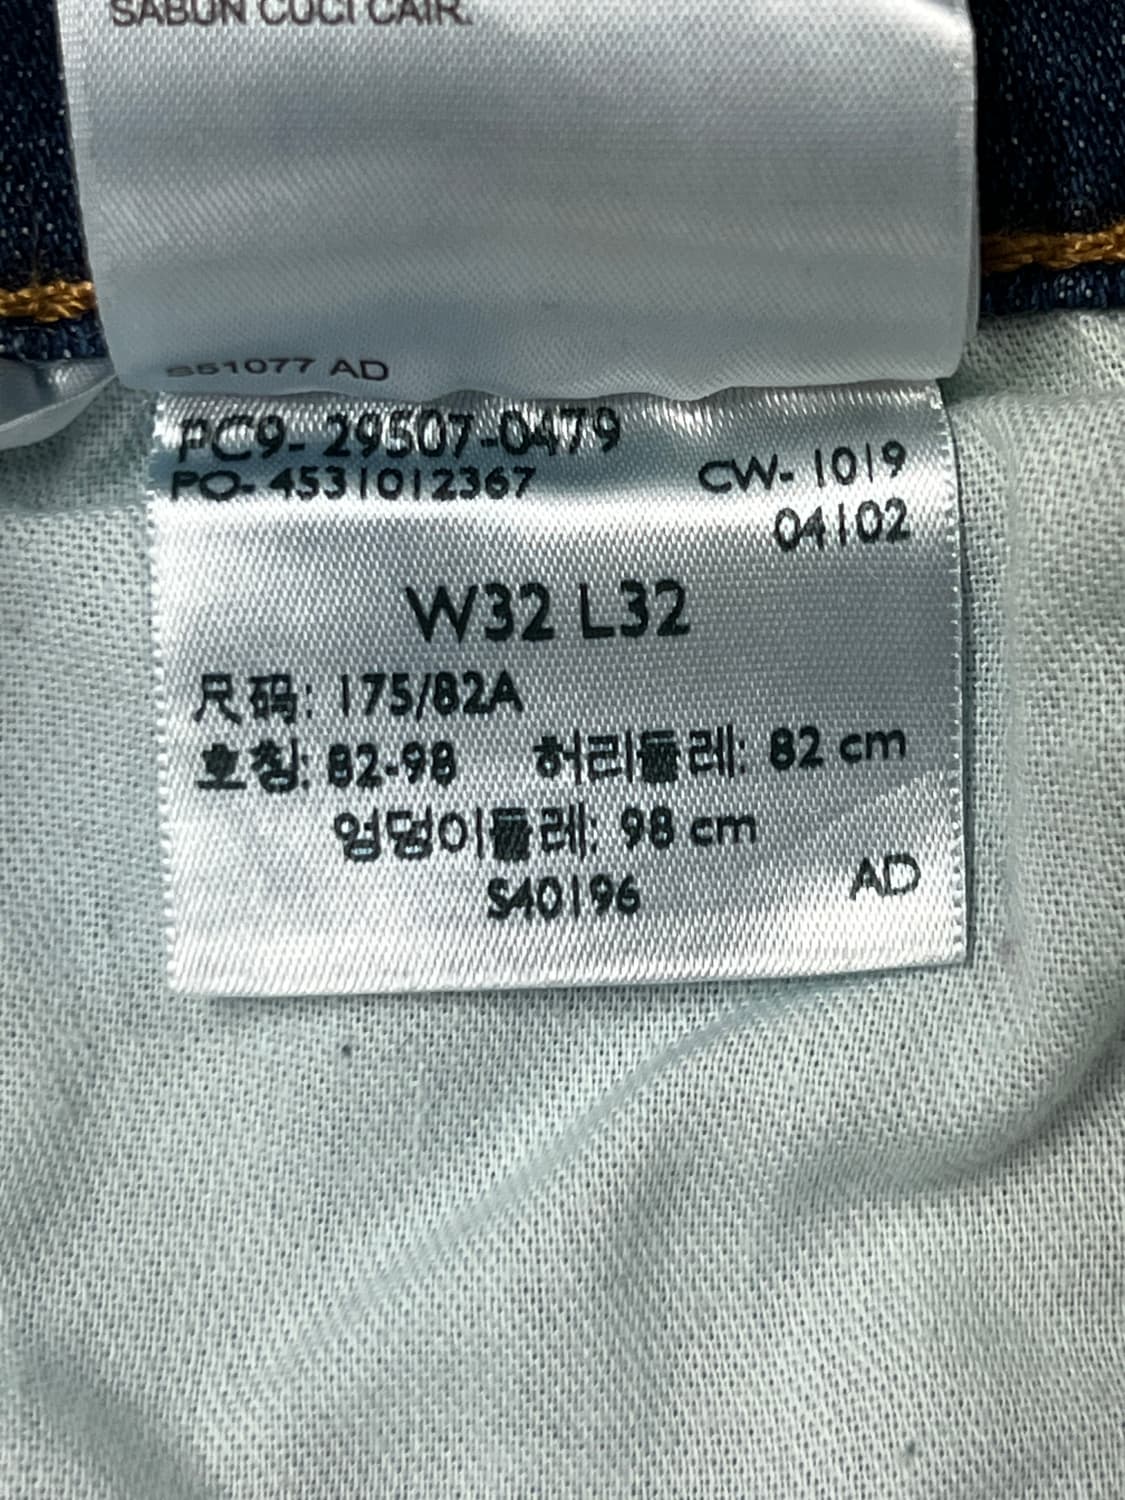 SABUN CUCI CAIR.
S51077 AD
PC9- 29507-0479
PO- 4531012367
CW- 1019
04102
W32 L32
尺码: 175/82A
호칭: 82-98 허리둘레: 82 cm
엉덩이둘레: 98 cm
S40196
AD